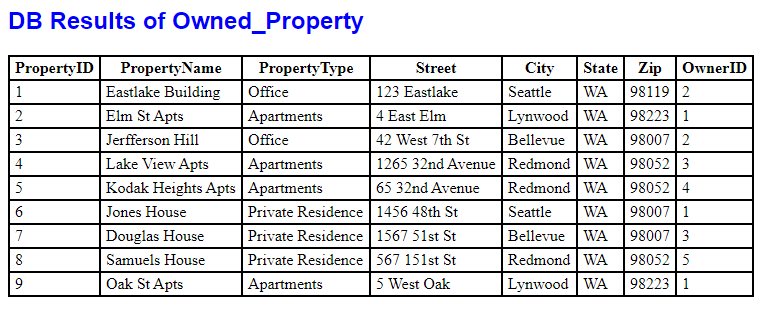 DB Results of Owned_Property
PropertyID PropertyName PropertyType Street City State Zip OwnerID
1 Eastlake Building Office 123 Eastlake Seattle WA 98119 2
2 Elm St Apts Apartments 4 East Elm Lynwood WA 98223 1
3 Jerfferson Hill Office 42 West 7th St Bellevue WA 98007 2
4 Lake View Apts Apartments 1265 32nd Avenue Redmond WA 98052 3
5 Kodak Heights Apts Apartments 65 32nd Avenue Redmond WA 98052 4
6 Jones House Private Residence 1456 48th St Seattle WA 98007 1
7 Douglas House Private Residence 1567 51st St Bellevue WA 98007 3
8 Samuels House Private Residence 567 151st St Redmond WA 98052 5
9 Oak St Apts Apartments 5 West Oak Lynwood WA 98223 1